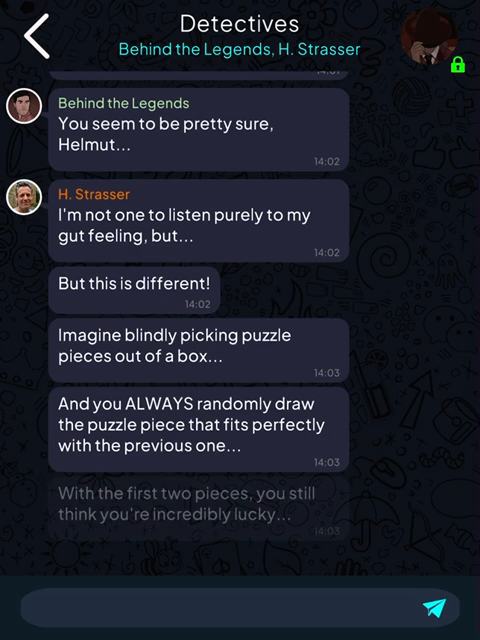 Detectives
Behind the Legends, H. Strasser
Behind the Legends
You seem to be pretty sure,
Helmut...
14:02
H. Strasser
I'm not one to listen purely to my
gut feeling, but...
14:02
But this is different!
14:02
Imagine blindly picking puzzle
pieces out of a box...
14:03
And you ALWAYS randomly draw
the puzzle piece that fits perfectly
with the previous one...
14:03
With the first two pieces, you still
think you're incredibly lucky...
14:03